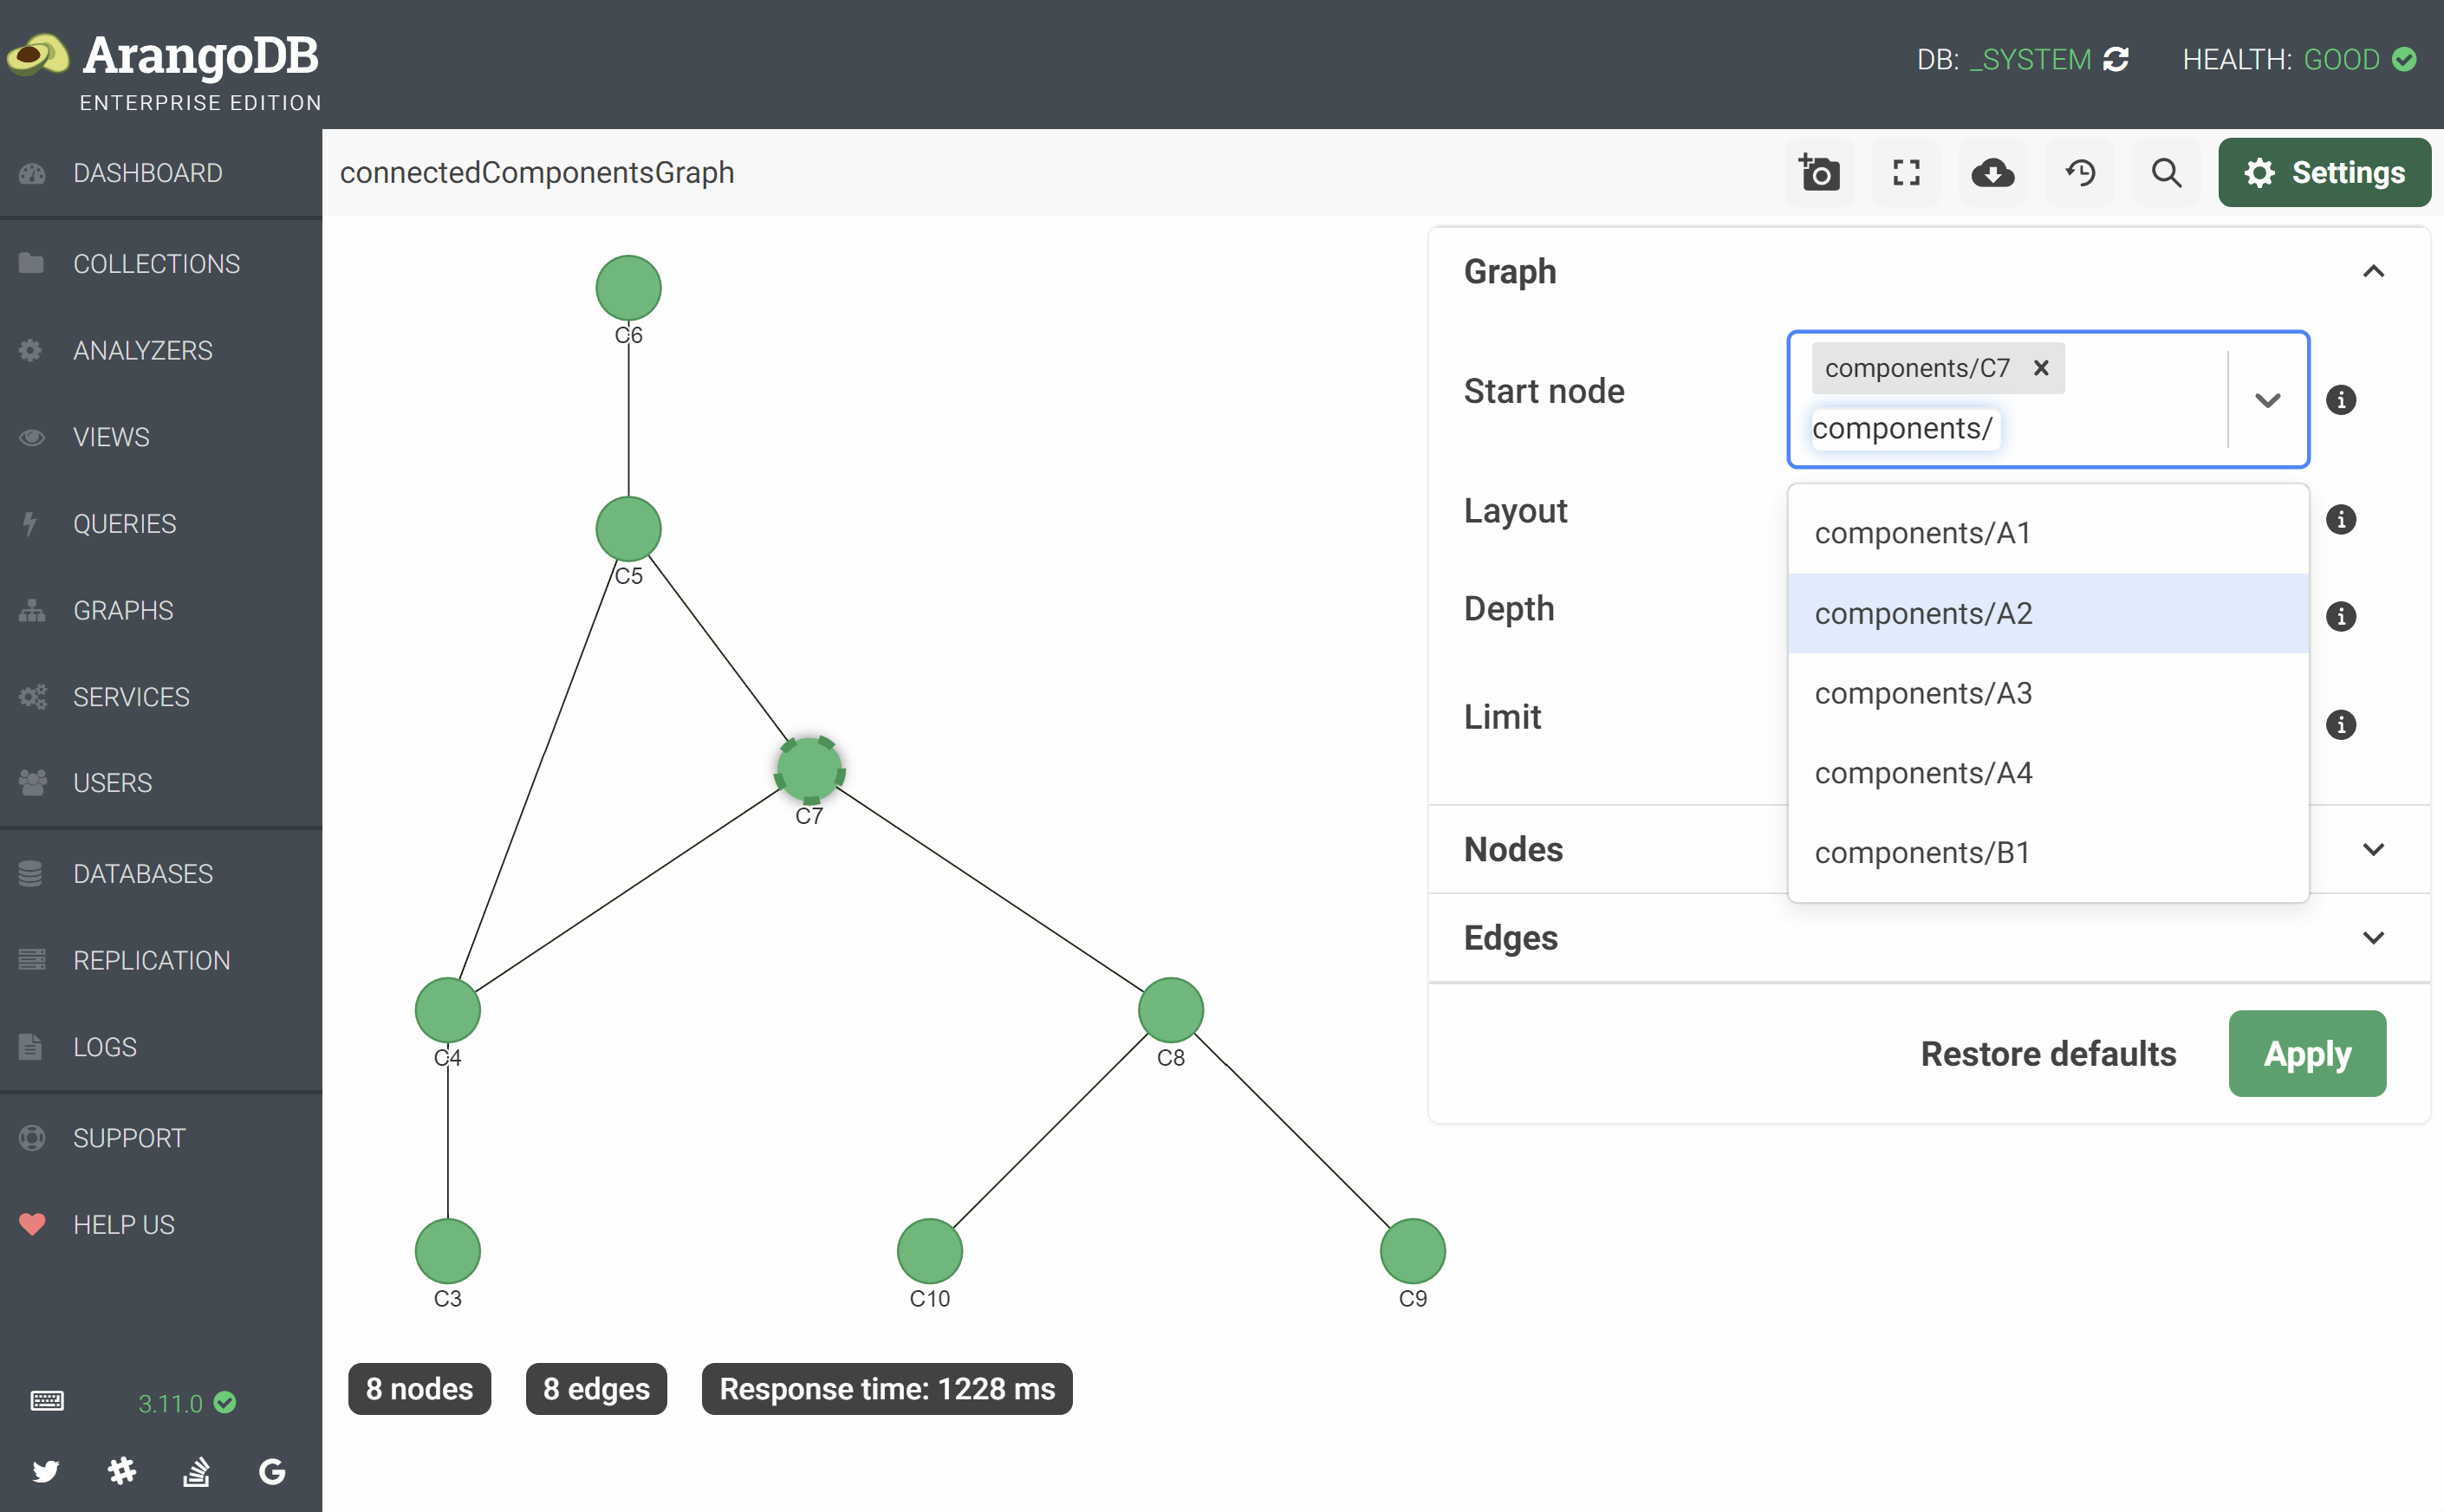 ArangoDB
ENTERPRISE EDITION
DB: _SYSTEM
HEALTH: GOOD
DASHBOARD
COLLECTIONS
ANALYZERS
VIEWS
QUERIES
GRAPHS
SERVICES
USERS
DATABASES
REPLICATION
LOGS
SUPPORT
HELP US
3.11.0
connectedComponentsGraph
Settings
C6
C5
C7
C4
C8
C3
C10
C9
8 nodes
8 edges
Response time: 1228 ms
Graph
Start node
components/C7
components/
Layout
Depth
Limit
components/A1
components/A2
components/A3
components/A4
components/B1
Nodes
Edges
Restore defaults
Apply